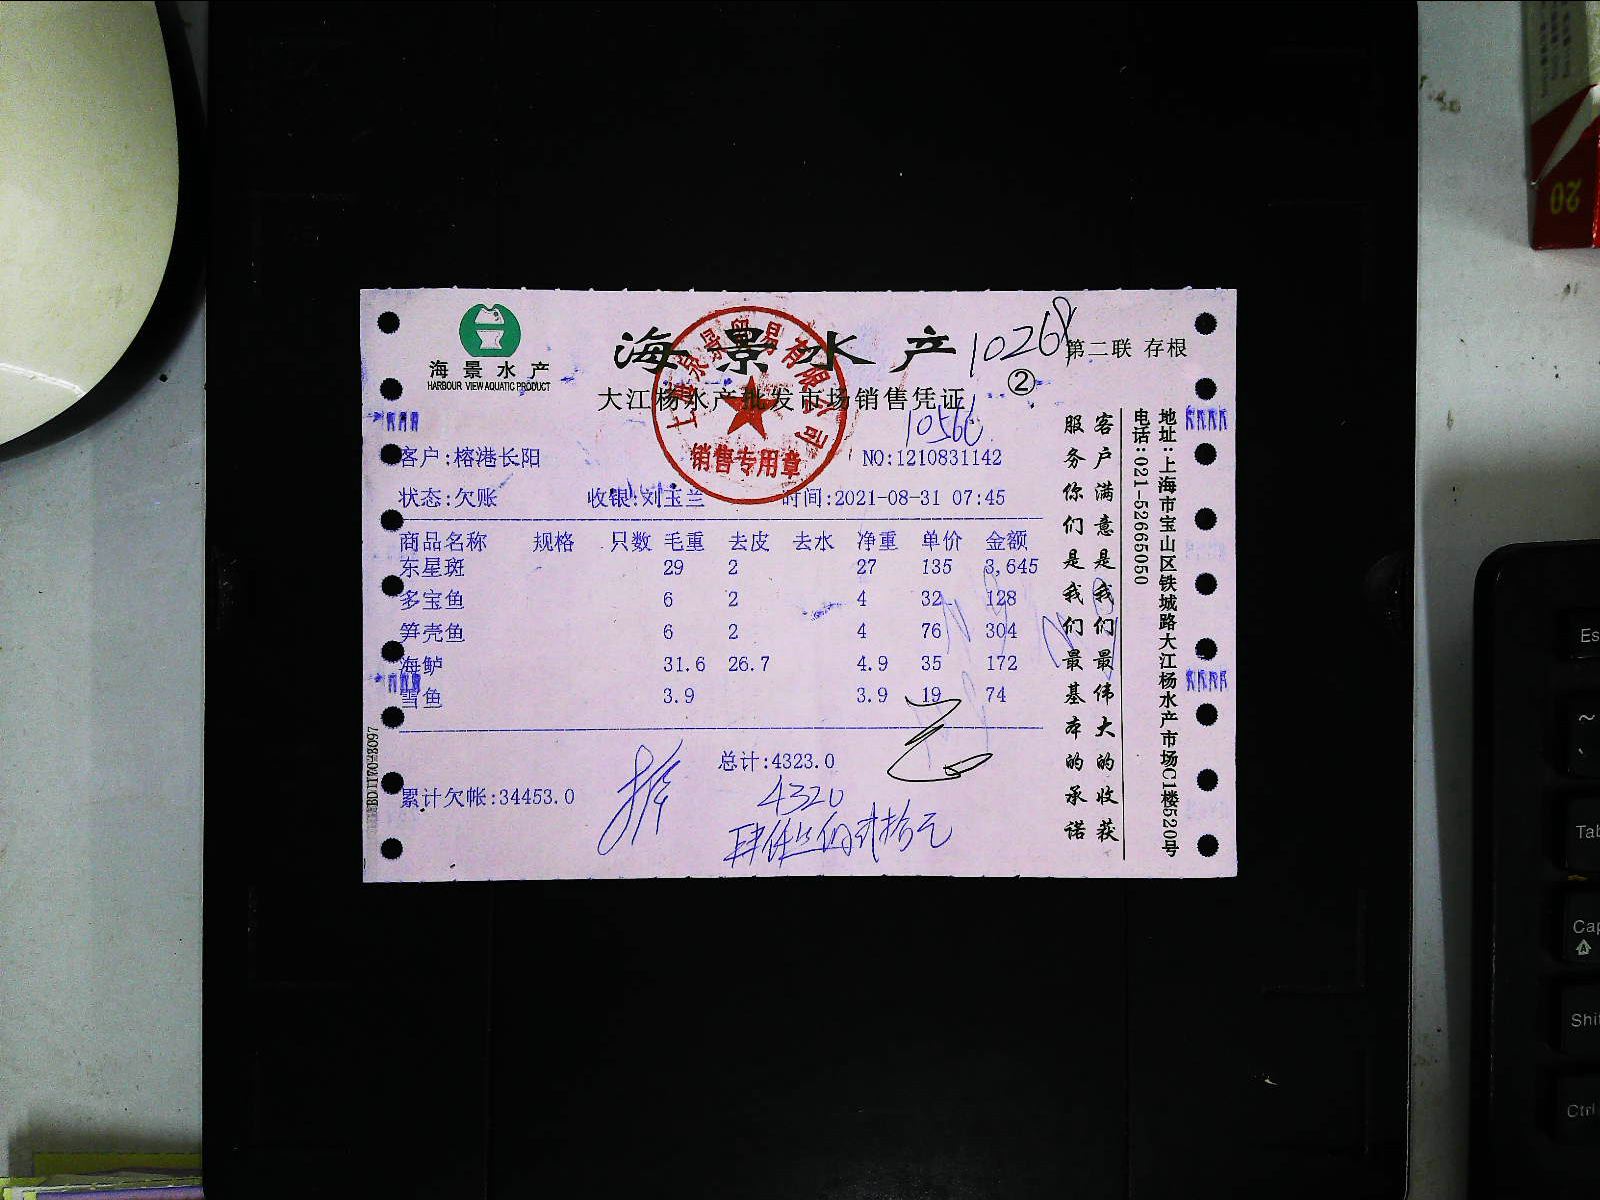 海景水产
HARBOUR VIEW AQUATIC PRODUCT
海景水产
10268
第二联 存根
②
大江杨水产批发市场销售凭证
销售专用章
客户:榕港长阳
NO:1210831142
状态:欠账 收银:刘玉兰 时间:2021-08-31 07:45
商品名称 规格 只数 毛重 去皮 去水 净重 单价 金额
东星斑 29 2 27 135 3,645
多宝鱼 6 2 4 32 128
笋壳鱼 6 2 4 76 304
海鲈 31.6 26.7 4.9 35 172
雪鱼 3.9 3.9 19 74
总计:4323.0
累计欠帐:34453.0
4320
肆仟叁佰贰拾元
客户满意是我们最伟大的收获
服务你们是我们最基本的承诺
地址:上海市宝山区铁城路大江杨水产市场C1楼520号
电话:021-52665050
20
Es
~
Tab
Cap
Shi
Ctrl